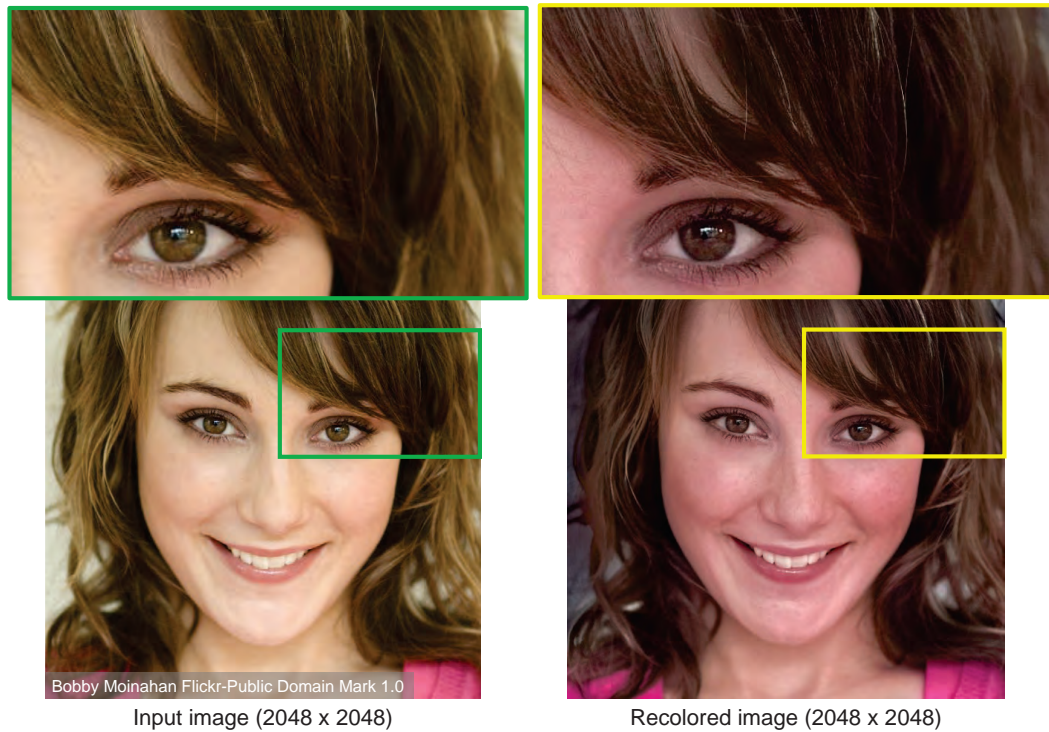 Bobby Moinahan Flickr-Public Domain Mark 1.0
Input image (2048 x 2048)
Recolored image (2048 x 2048)